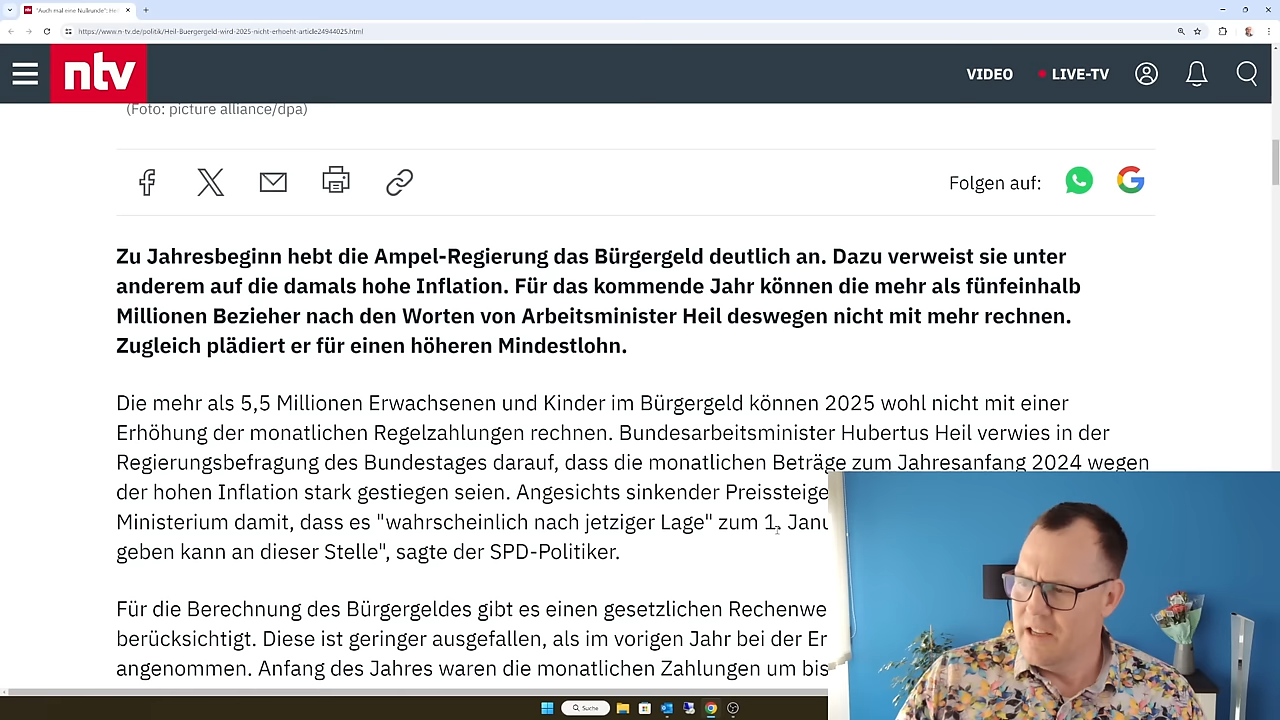 "Auch mal eine Nullrunde": He
https://www.n-tv.de/politik/Heil-Buergergeld-wird-2025-nicht-erhoeht-article24944025.html
ntv
VIDEO
LIVE-TV
(Foto: picture alliance/dpa)
Folgen auf:
Zu Jahresbeginn hebt die Ampel-Regierung das Bürgergeld deutlich an. Dazu verweist sie unter
anderem auf die damals hohe Inflation. Für das kommende Jahr können die mehr als fünfeinhalb
Millionen Bezieher nach den Worten von Arbeitsminister Heil deswegen nicht mit mehr rechnen.
Zugleich plädiert er für einen höheren Mindestlohn.
Die mehr als 5,5 Millionen Erwachsenen und Kinder im Bürgergeld können 2025 wohl nicht mit einer
Erhöhung der monatlichen Regelzahlungen rechnen. Bundesarbeitsminister Hubertus Heil verwies in der
Regierungsbefragung des Bundestages darauf, dass die monatlichen Beträge zum Jahresanfang 2024 wegen
der hohen Inflation stark gestiegen seien. Angesichts sinkender Preissteige
Ministerium damit, dass es "wahrscheinlich nach jetziger Lage" zum 1. Janu
geben kann an dieser Stelle", sagte der SPD-Politiker.
Für die Berechnung des Bürgergeldes gibt es einen gesetzlichen Rechenwe
berücksichtigt. Diese ist geringer ausgefallen, als im vorigen Jahr bei der Er
angenommen. Anfang des Jahres waren die monatlichen Zahlungen um bis
Suche